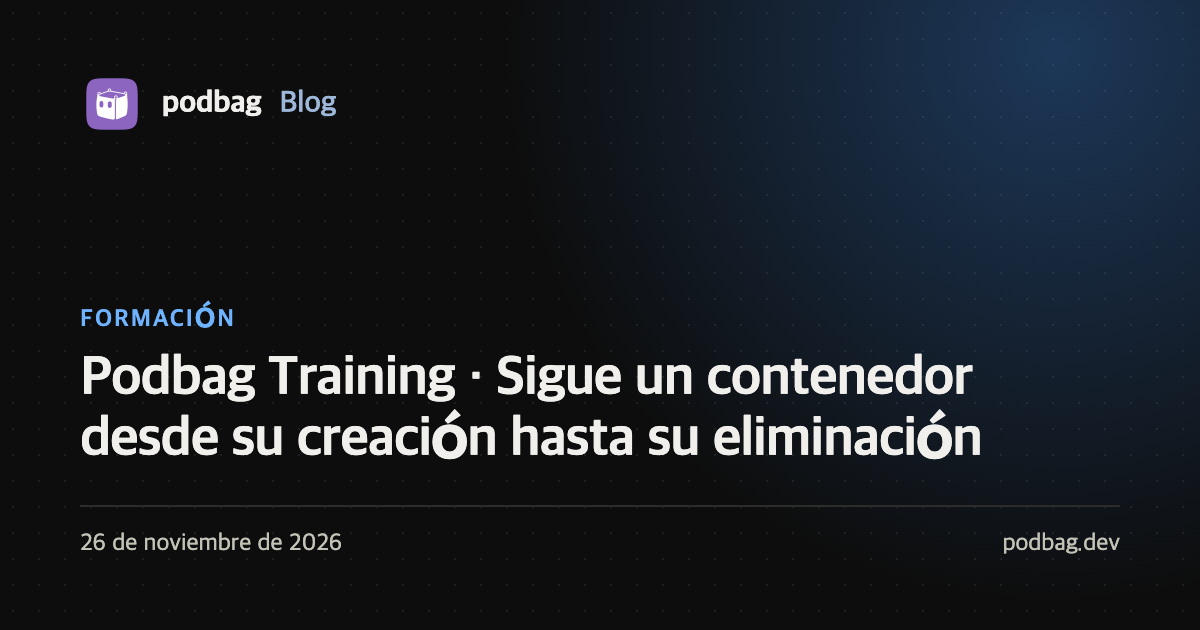 podbag Blog
FORMACIÓN
Podbag Training · Sigue un contenedor
desde su creación hasta su eliminación
26 de noviembre de 2026
podbag.dev